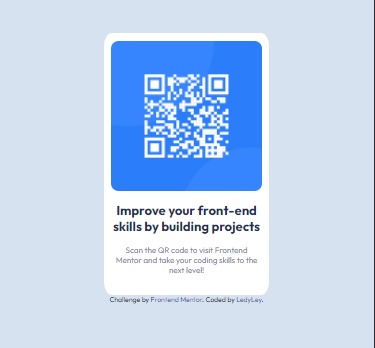 Improve your front-end
skills by building projects
Scan the QR code to visit Frontend
Mentor and take your coding skills to the
next level!
Challenge by Frontend Mentor. Coded by LedyLey.